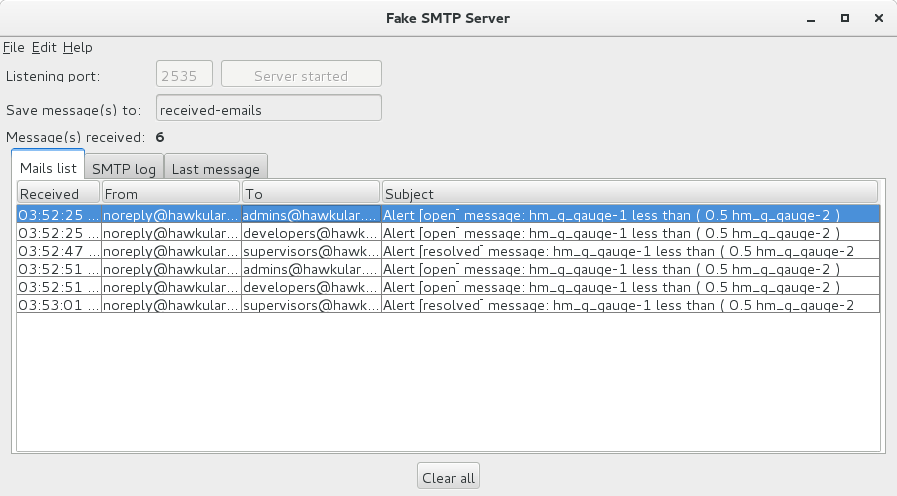 Fake SMTP Server
File Edit Help
Listening port: 2535 Server started
Save message(s) to: received-emails
Message(s) received: 6
Mails list SMTP log Last message
Received From To Subject
03:52:25 ... noreply@hawkular.... admins@hawkular.... Alert [open] message: hm_g_gauge-1 less than ( 0.5 hm_g_gauge-2 )
03:52:25 ... noreply@hawkular... developers@hawk... Alert [open] message: hm_g_gauge-1 less than ( 0.5 hm_g_gauge-2 )
03:52:47 ... noreply@hawkular... supervisors@hawk... Alert [resolved] message: hm_g_gauge-1 less than ( 0.5 hm_g_gauge-2
03:52:51 ... noreply@hawkular... admins@hawkular.... Alert [open] message: hm_g_gauge-1 less than ( 0.5 hm_g_gauge-2 )
03:52:51 ... noreply@hawkular... developers@hawk... Alert [open] message: hm_g_gauge-1 less than ( 0.5 hm_g_gauge-2 )
03:53:01 ... noreply@hawkular... supervisors@hawk... Alert [resolved] message: hm_g_gauge-1 less than ( 0.5 hm_g_gauge-2
Clear all